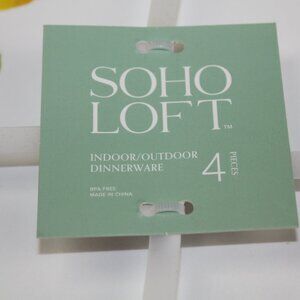 SOHO
LOFT™
INDOOR/OUTDOOR
DINNERWARE
4 PIECES
BPA FREE
MADE IN CHINA